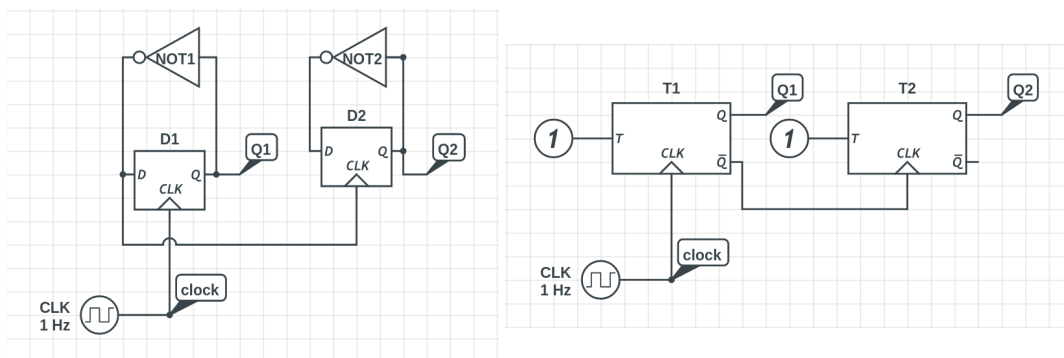 NOT1
NOT2
D1
D2
Q1
Q2
D
Q
CLK
D
Q
CLK
clock
CLK
1 Hz
T1
T2
Q1
Q2
1
T
Q
CLK
Q̅
1
T
Q
CLK
Q̅
clock
CLK
1 Hz